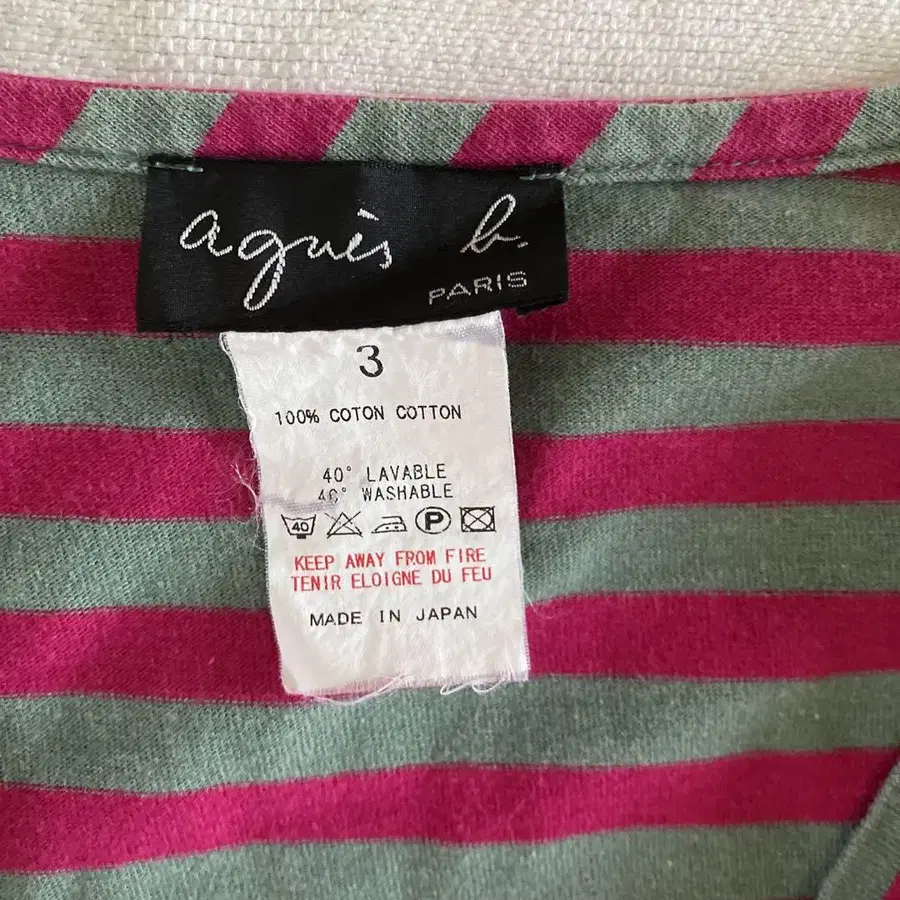 agnès b.
PARIS
3
100% COTON COTTON
40° LAVABLE
40° WASHABLE
40 P
KEEP AWAY FROM FIRE
TENIR ELOIGNE DU FEU
MADE IN JAPAN